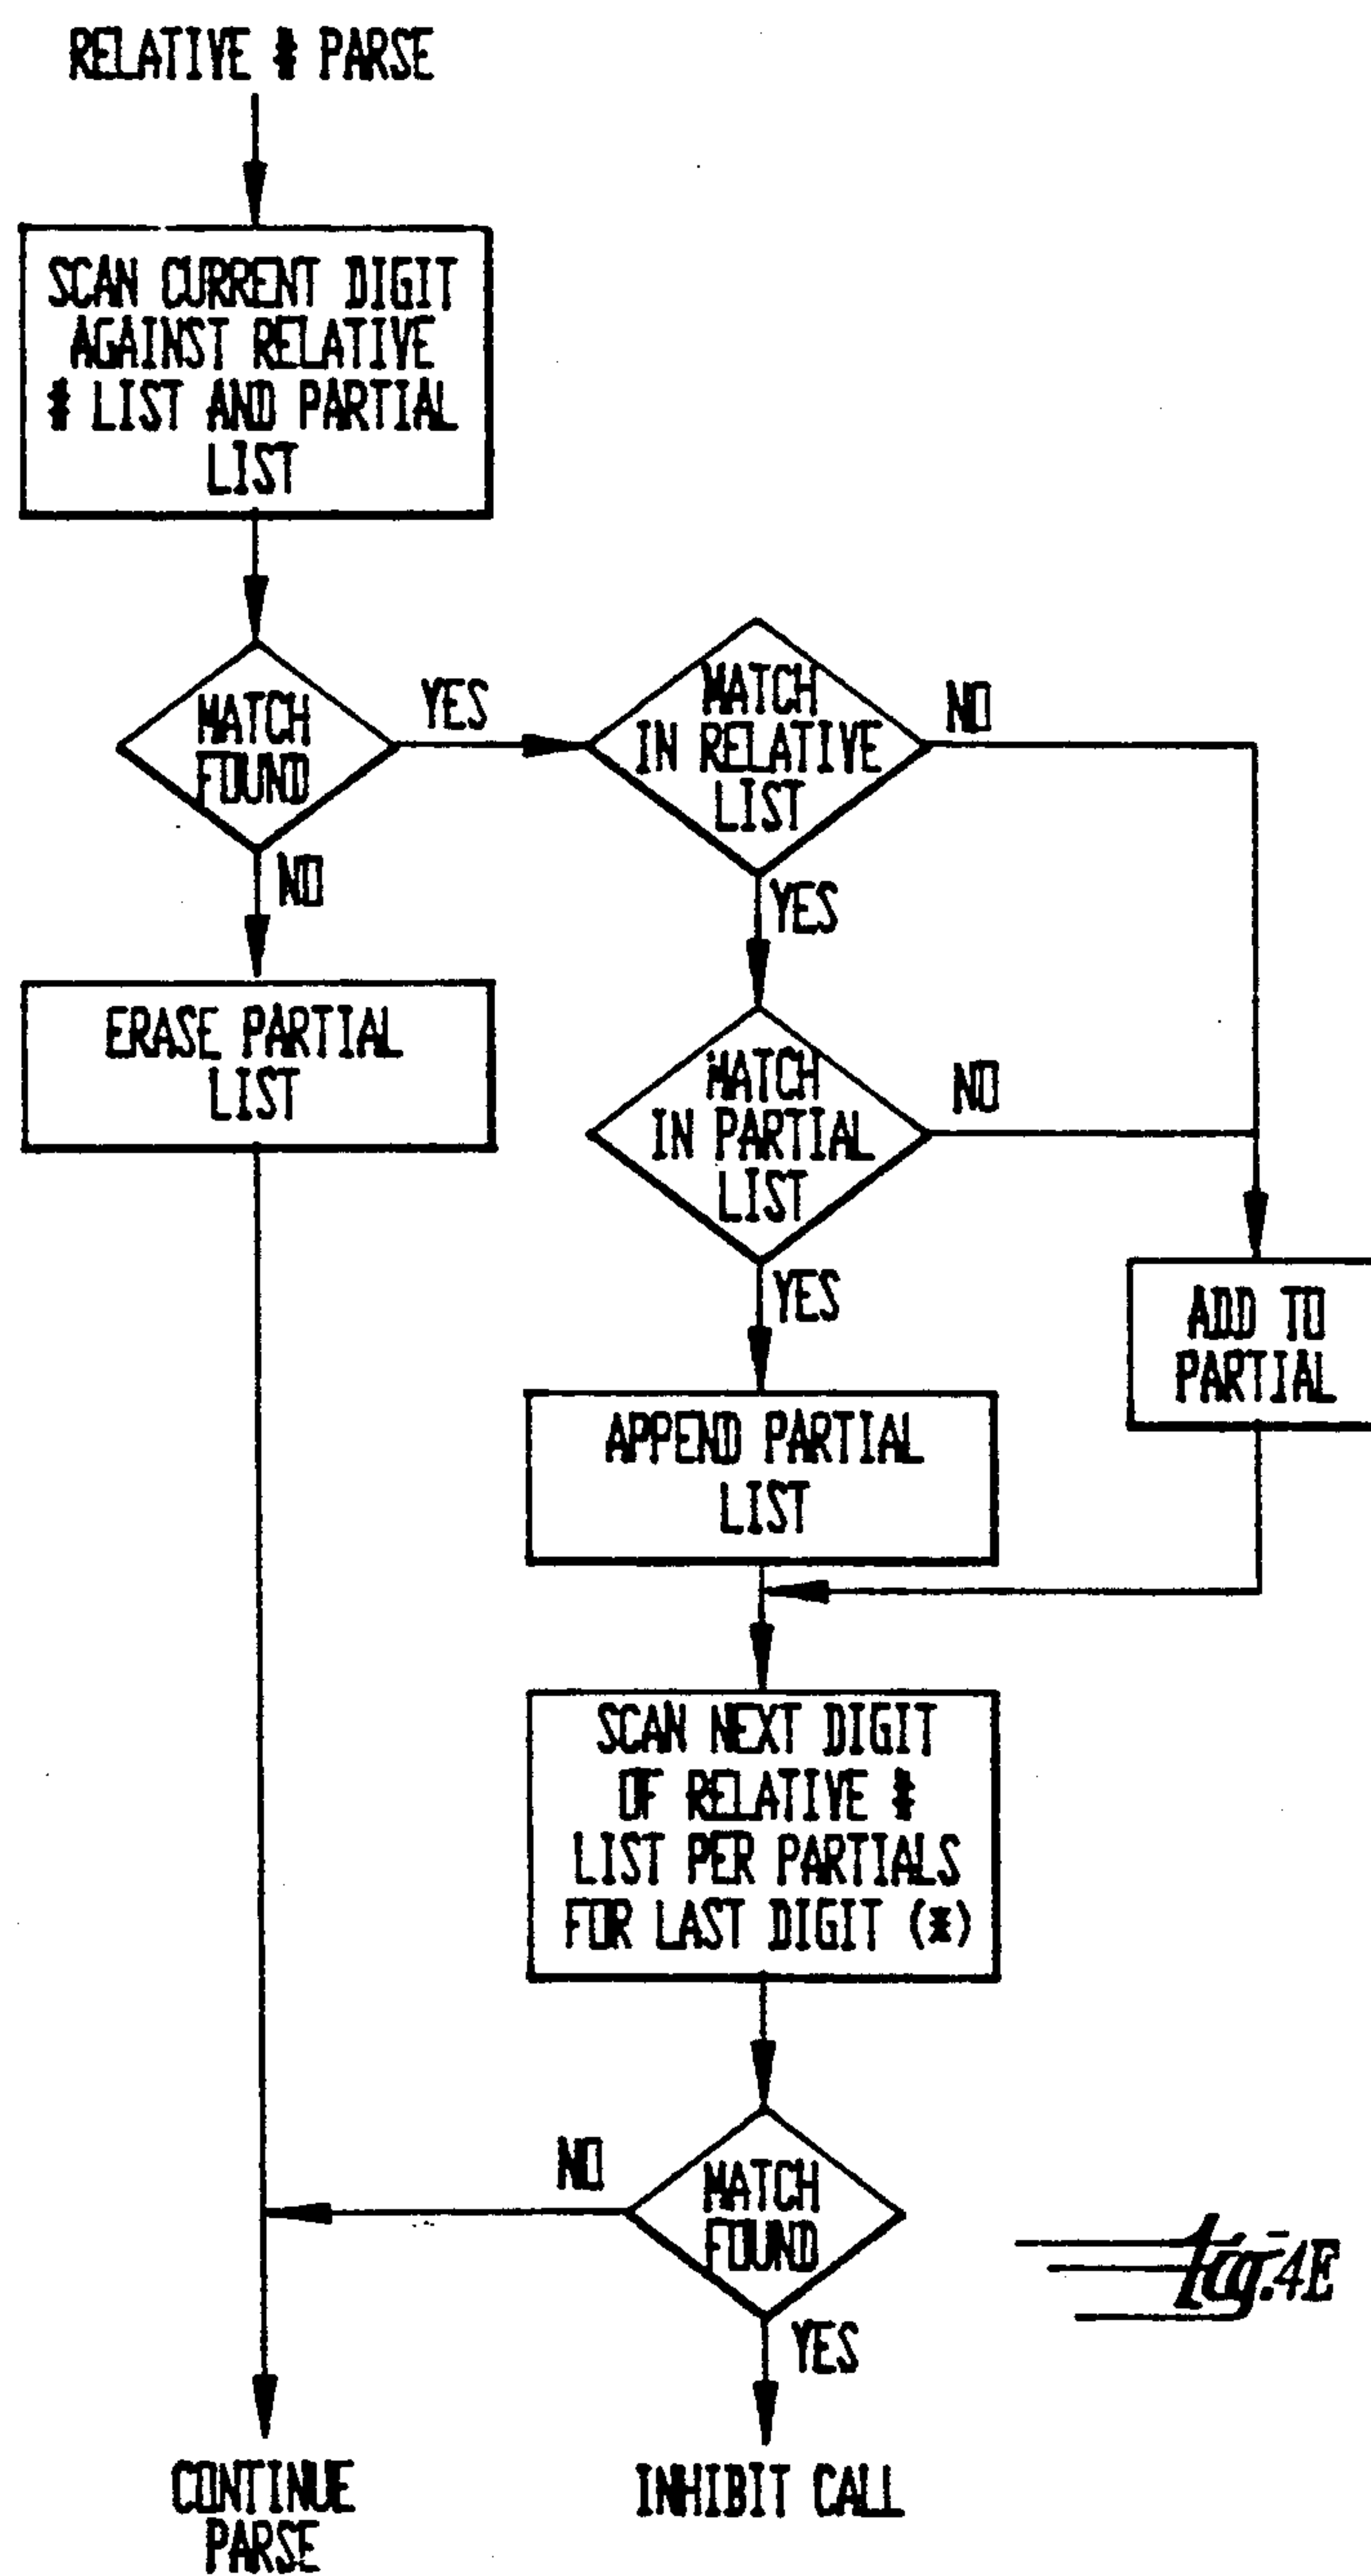 RELATIVE # PARSE
SCAN CURRENT DIGIT
AGAINST RELATIVE
# LIST AND PARTIAL
LIST
MATCH
FOUND
YES
NO
MATCH
IN RELATIVE
LIST
NO
YES
ERASE PARTIAL
LIST
MATCH
IN PARTIAL
LIST
NO
YES
ADD TO
PARTIAL
APPEND PARTIAL
LIST
SCAN NEXT DIGIT
OF RELATIVE #
LIST PER PARTIALS
FOR LAST DIGIT (*)
MATCH
FOUND
NO
YES
CONTINUE
PARSE
INHIBIT CALL
Fig.4E